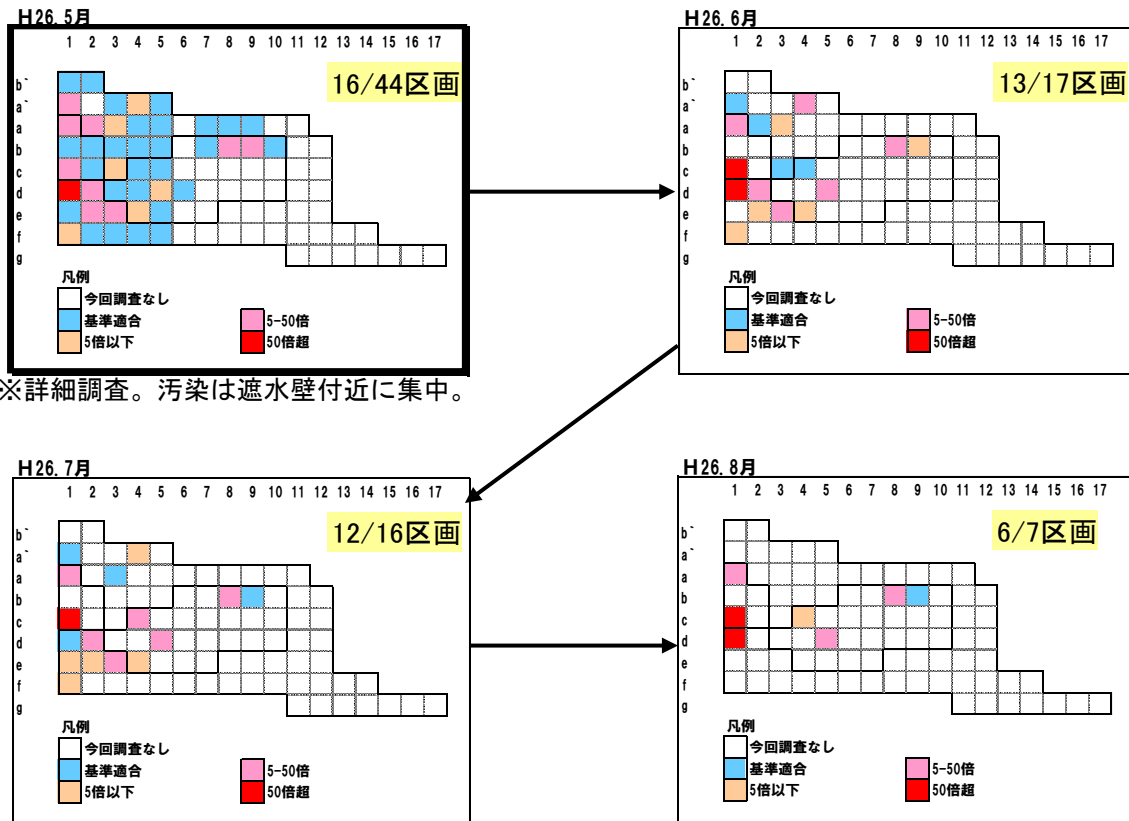 H26.5月
1 2 3 4 5 6 7 8 9 10 11 12 13 14 15 16 17
16/44区画
b`
a`
a
b
c
d
e
f
g
凡例
今回調査なし
基準適合 5-50倍
5倍以下 50倍超
※詳細調査。汚染は遮水壁付近に集中。
H26.6月
1 2 3 4 5 6 7 8 9 10 11 12 13 14 15 16 17
13/17区画
b`
a`
a
b
c
d
e
f
g
凡例
今回調査なし
基準適合 5-50倍
5倍以下 50倍超
H26.7月
1 2 3 4 5 6 7 8 9 10 11 12 13 14 15 16 17
12/16区画
b`
a`
a
b
c
d
e
f
g
凡例
今回調査なし
基準適合 5-50倍
5倍以下 50倍超
H26.8月
1 2 3 4 5 6 7 8 9 10 11 12 13 14 15 16 17
6/7区画
b`
a`
a
b
c
d
e
f
g
凡例
今回調査なし
基準適合 5-50倍
5倍以下 50倍超